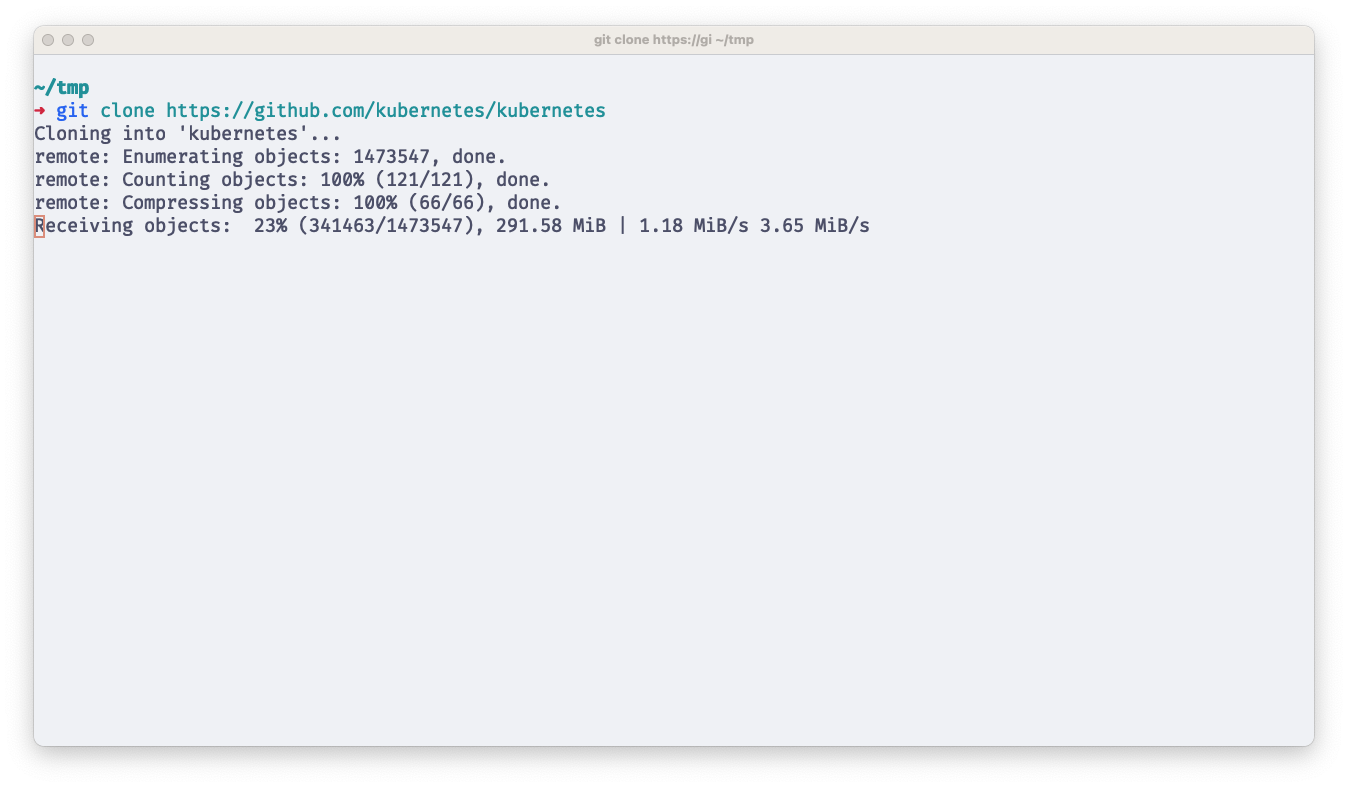 git clone https://gi ~/tmp
~/tmp
→ git clone https://github.com/kubernetes/kubernetes
Cloning into 'kubernetes'...
remote: Enumerating objects: 1473547, done.
remote: Counting objects: 100% (121/121), done.
remote: Compressing objects: 100% (66/66), done.
Receiving objects:  23% (341463/1473547), 291.58 MiB | 1.18 MiB/s 3.65 MiB/s